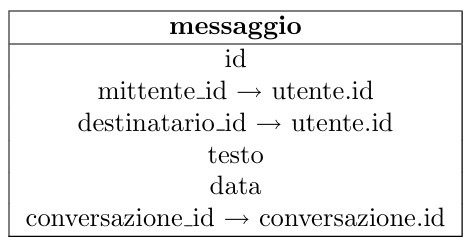 messaggio
id
mittente_id → utente.id
destinatario_id → utente.id
testo
data
conversazione_id → conversazione.id